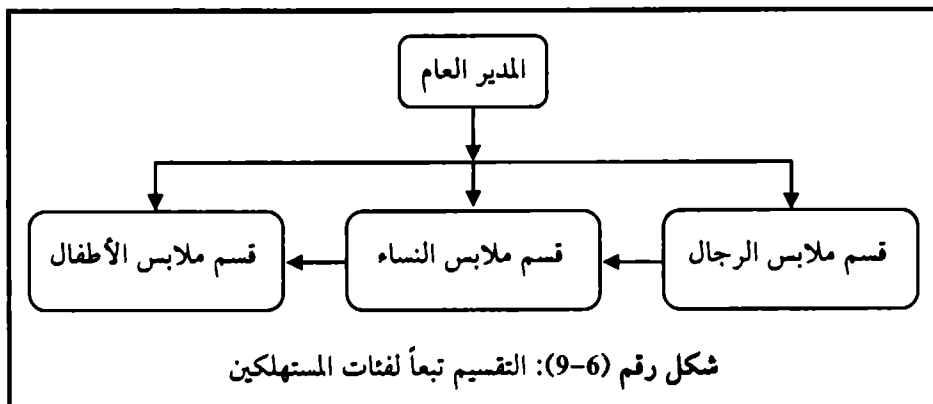 المدير العام
قسم ملابس الرجال
قسم ملابس النساء
قسم ملابس الأطفال
شكل رقم (6-9): التقسيم تبعاً لفئات المستهلكين